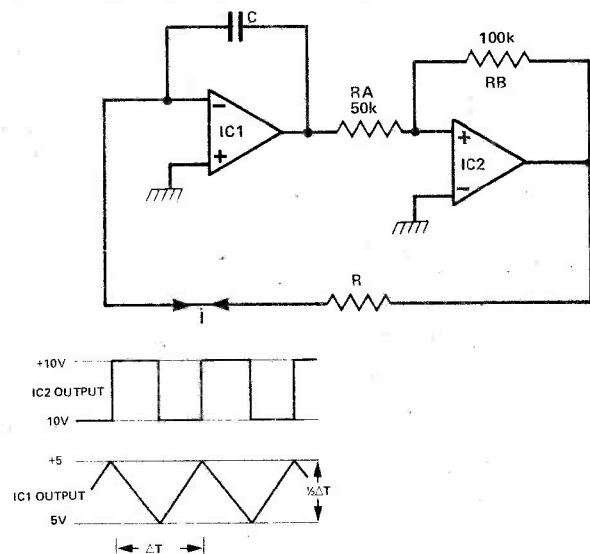 C
100k
RB
RA
50k
−
IC1
+
+
IC2
−
R
i
+10V
IC2 OUTPUT
10V
+5
IC1 OUTPUT
½ΔT
5V
ΔT